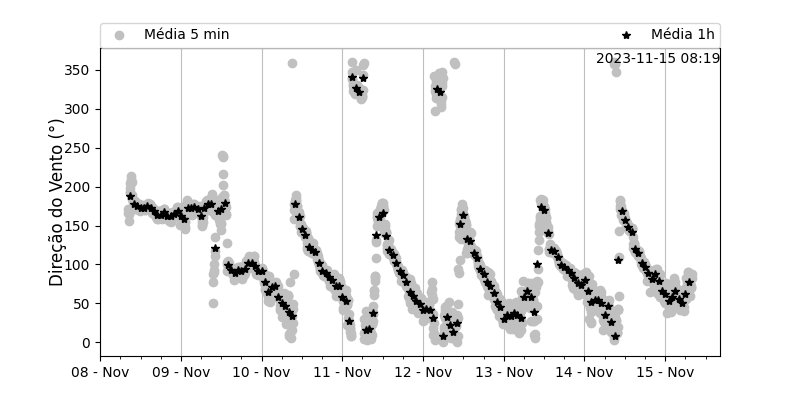 Média 5 min
Média 1h
2023-11-15 08:19
Direção do Vento (°)
350
300
250
200
150
100
50
0
08 - Nov
09 - Nov
10 - Nov
11 - Nov
12 - Nov
13 - Nov
14 - Nov
15 - Nov